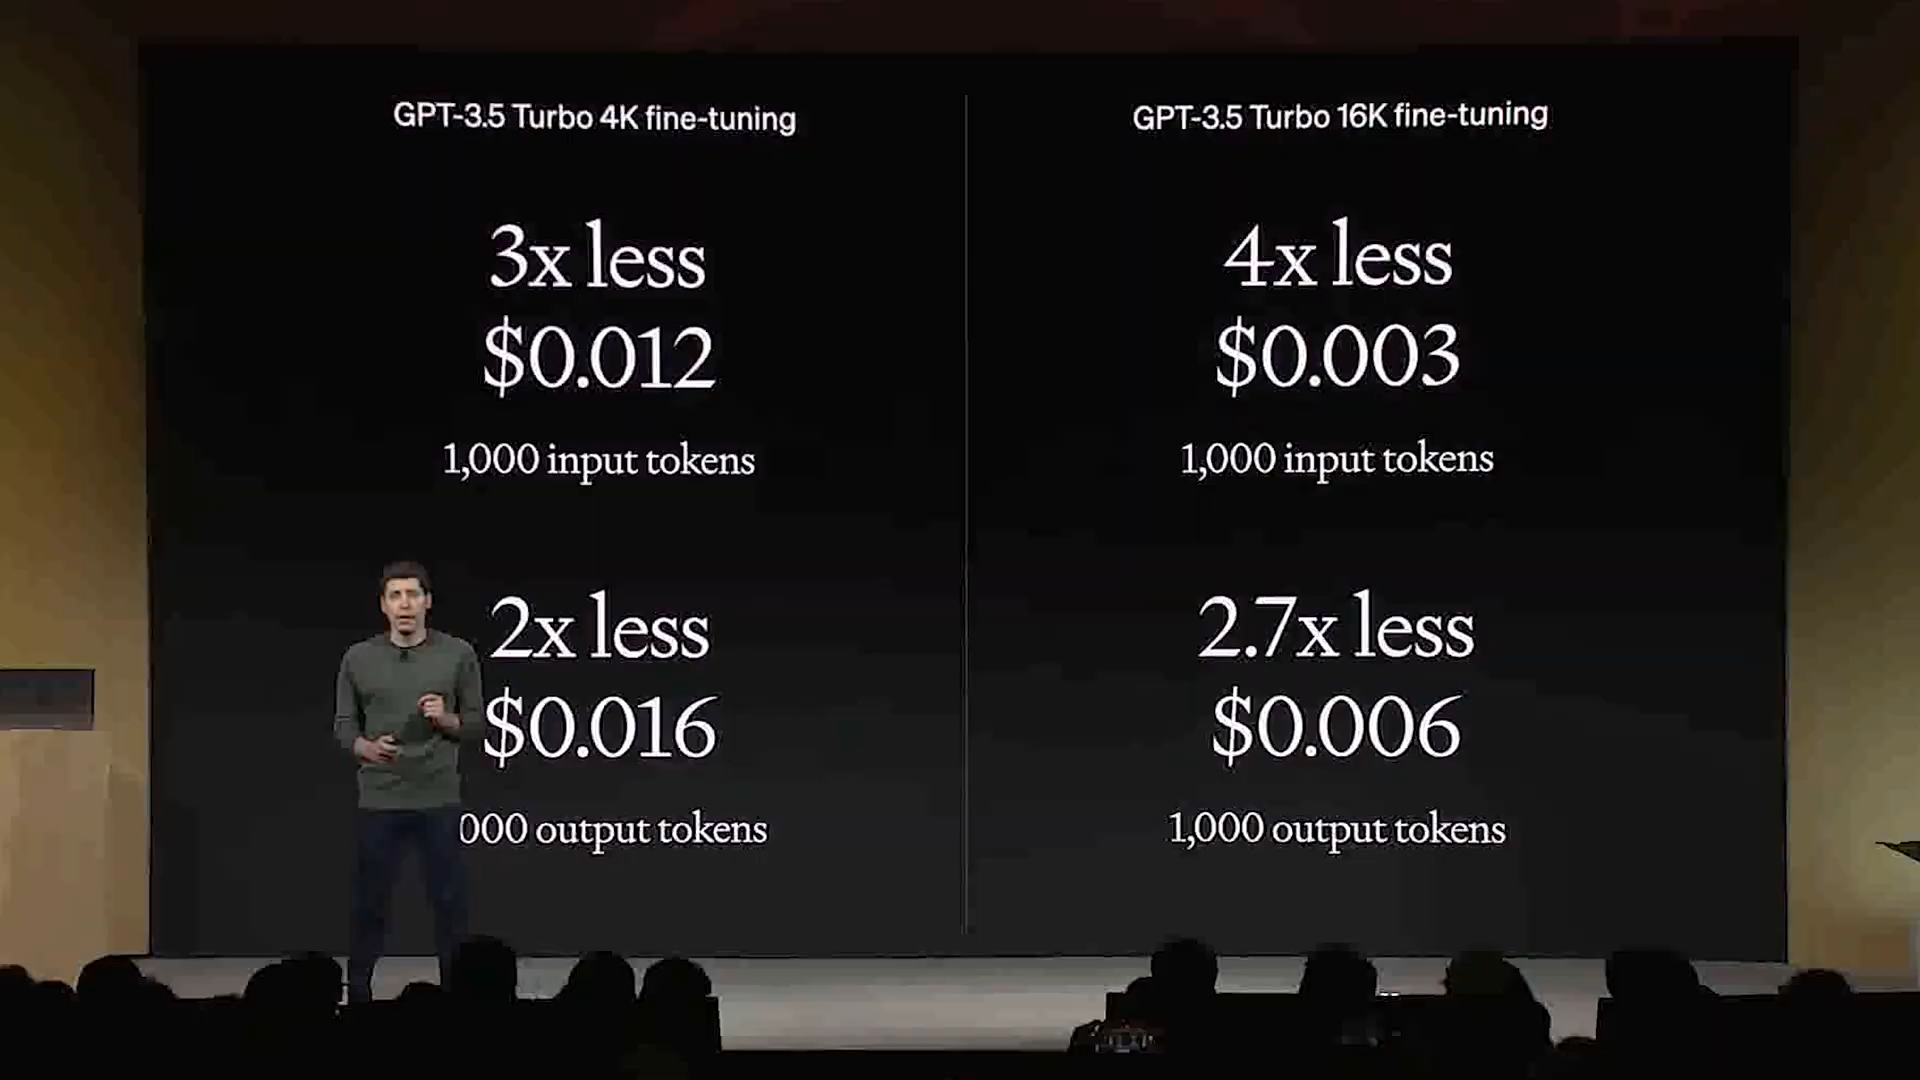 GPT-3.5 Turbo 4K fine-tuning
3x less
$0.012
1,000 input tokens
2x less
$0.016
000 output tokens
GPT-3.5 Turbo 16K fine-tuning
4x less
$0.003
1,000 input tokens
2.7x less
$0.006
1,000 output tokens